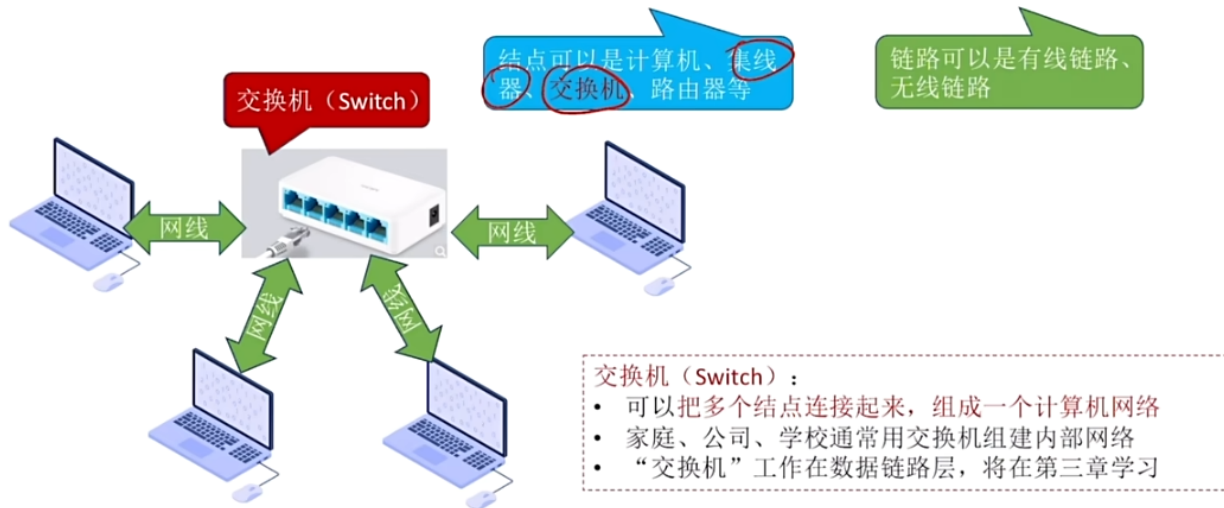 结点可以是计算机、集线
器、交换机、路由器等
链路可以是有线链路、
无线链路
交换机（Switch）
网线
网线
网线
网线
交换机（Switch）：
• 可以把多个结点连接起来，组成一个计算机网络
• 家庭、公司、学校通常用交换机组建内部网络
• “交换机”工作在数据链路层，将在第三章学习